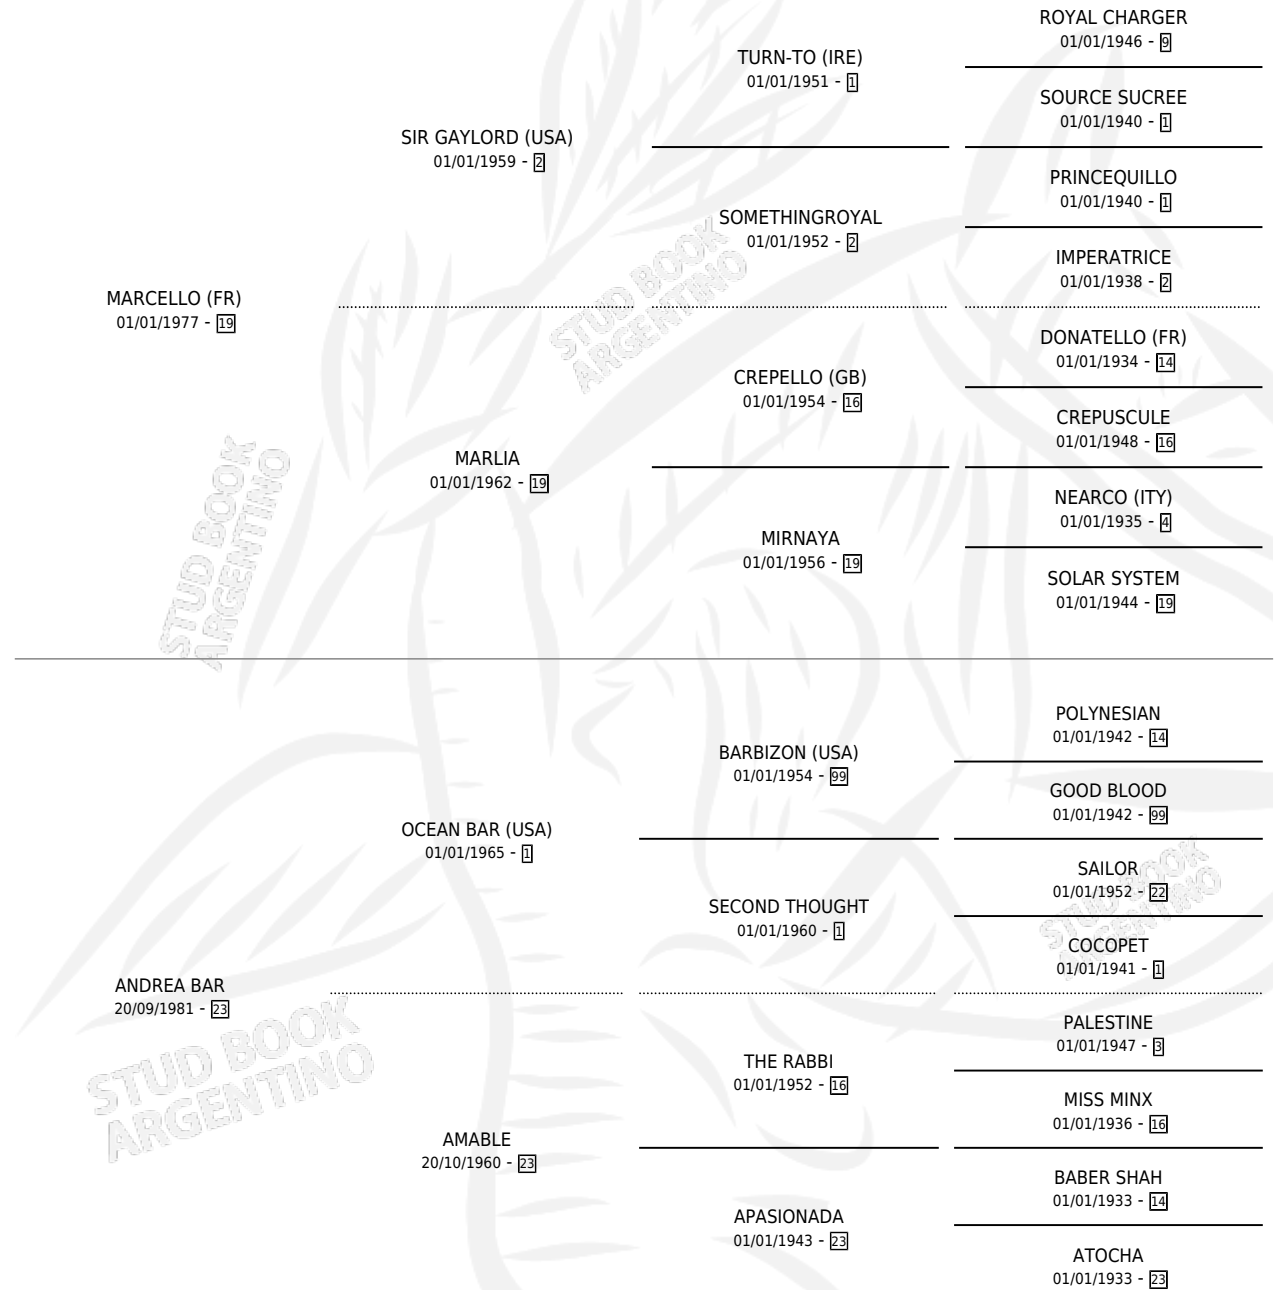 ROYAL CHARGER
01/01/1946 - 9
TURN-TO (IRE)
01/01/1951 - 1
SOURCE SUCREE
01/01/1940 - 1
SIR GAYLORD (USA)
01/01/1959 - 2
PRINCEQUILLO
01/01/1940 - 1
SOMETHINGROYAL
01/01/1952 - 2
IMPERATRICE
01/01/1938 - 2
STUD BOOK
ARGENTINO
MARCELLO (FR)
01/01/1977 - 19
DONATELLO (FR)
01/01/1934 - 14
CREPELLO (GB)
01/01/1954 - 16
CREPUSCULE
01/01/1948 - 16
MARLIA
01/01/1962 - 19
NEARCO (ITY)
01/01/1935 - 4
MIRNAYA
01/01/1956 - 19
SOLAR SYSTEM
01/01/1944 - 19
STUD BOOK
ARGENTINO
POLYNESIAN
01/01/1942 - 14
BARBIZON (USA)
01/01/1954 - 99
GOOD BLOOD
01/01/1942 - 99
OCEAN BAR (USA)
01/01/1965 - 1
SAILOR
01/01/1952 - 22
SECOND THOUGHT
01/01/1960 - 1
COCOPET
01/01/1941 - 1
STUD BOOK
ARGENTINO
ANDREA BAR
20/09/1981 - 23
PALESTINE
01/01/1947 - 3
THE RABBI
01/01/1952 - 16
MISS MINX
01/01/1936 - 16
STUD BOOK
ARGENTINO
AMABLE
20/10/1960 - 23
BABER SHAH
01/01/1933 - 14
APASIONADA
01/01/1943 - 23
ATOCHA
01/01/1933 - 23